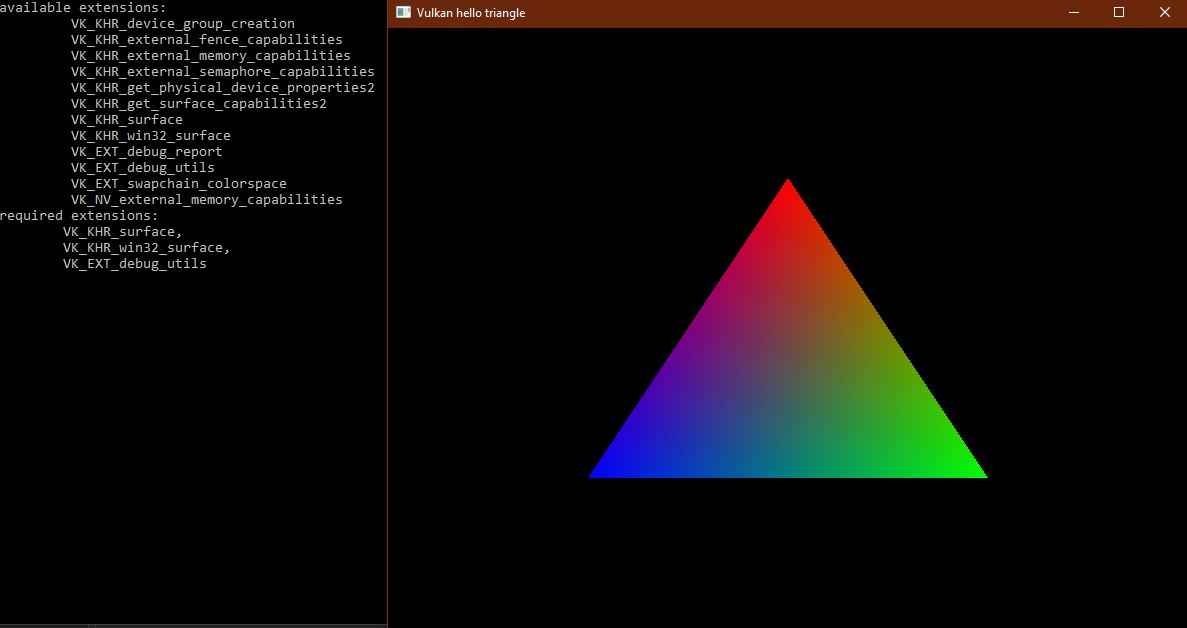 available extensions:
VK_KHR_device_group_creation
VK_KHR_external_fence_capabilities
VK_KHR_external_memory_capabilities
VK_KHR_external_semaphore_capabilities
VK_KHR_get_physical_device_properties2
VK_KHR_get_surface_capabilities2
VK_KHR_surface
VK_KHR_win32_surface
VK_EXT_debug_report
VK_EXT_debug_utils
VK_EXT_swapchain_colorspace
VK_NV_external_memory_capabilities
required extensions:
VK_KHR_surface,
VK_KHR_win32_surface,
VK_EXT_debug_utils
Vulkan hello triangle